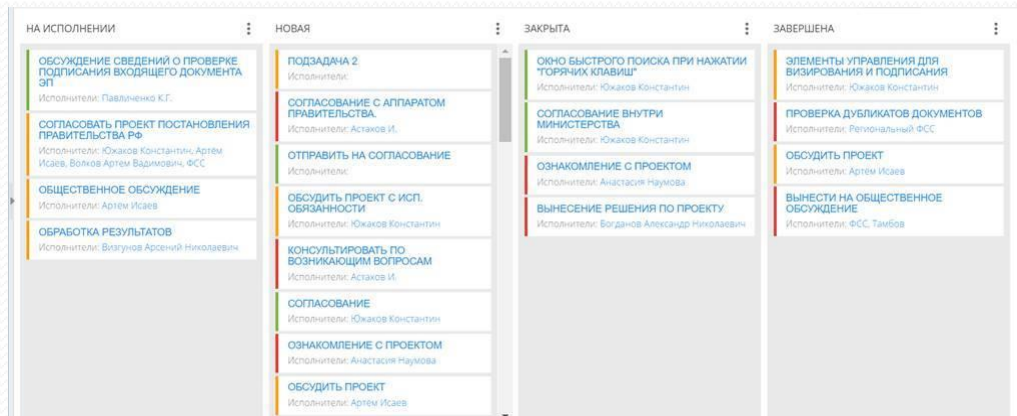 НА ИСПОЛНЕНИИ
ОБСУЖДЕНИЕ СВЕДЕНИЙ О ПРОВЕРКЕ
ПОДПИСАНИЯ ВХОДЯЩЕГО ДОКУМЕНТА
ЭП
Исполнители: Павличенко К.Г.
СОГЛАСОВАТЬ ПРОЕКТ ПОСТАНОВЛЕНИЯ
ПРАВИТЕЛЬСТВА РФ
Исполнители: Южаков Константин, Артем
Исаев, Волков Артем Вадимович, ФСС
ОБЩЕСТВЕННОЕ ОБСУЖДЕНИЕ
Исполнители: Артем Исаев
ОБРАБОТКА РЕЗУЛЬТАТОВ
Исполнители: Визгунов Арсений Николаевич
НОВАЯ
ПОДЗАДАЧА 2
Исполнители:
СОГЛАСОВАНИЕ С АППАРАТОМ
ПРАВИТЕЛЬСТВА.
Исполнители: Астахов И.
ОТПРАВИТЬ НА СОГЛАСОВАНИЕ
Исполнители:
ОБСУДИТЬ ПРОЕКТ С ИСП.
ОБЯЗАННОСТИ
Исполнители: Южаков Константин
КОНСУЛЬТИРОВАТЬ ПО
ВОЗНИКАЮЩИМ ВОПРОСАМ
Исполнители: Астахов И.
СОГЛАСОВАНИЕ
Исполнители: Южаков Константин
ОЗНАКОМЛЕНИЕ С ПРОЕКТОМ
Исполнители: Анастасия Наумова
ОБСУДИТЬ ПРОЕКТ
Исполнители: Артем Исаев
ЗАКРЫТА
ОКНО БЫСТРОГО ПОИСКА ПРИ НАЖАТИИ
"ГОРЯЧИХ КЛАВИШ"
Исполнители: Южаков Константин
СОГЛАСОВАНИЕ ВНУТРИ
МИНИСТЕРСТВА
Исполнители: Южаков Константин
ОЗНАКОМЛЕНИЕ С ПРОЕКТОМ
Исполнители: Анастасия Наумова
ВЫНЕСЕНИЕ РЕШЕНИЯ ПО ПРОЕКТУ
Исполнители: Богданов Александр Николаевич
ЗАВЕРШЕНА
ЭЛЕМЕНТЫ УПРАВЛЕНИЯ ДЛЯ
ВИЗИРОВАНИЯ И ПОДПИСАНИЯ
Исполнители: Южаков Константин
ПРОВЕРКА ДУБЛИКАТОВ ДОКУМЕНТОВ
Исполнители: Региональный ФСС
ОБСУДИТЬ ПРОЕКТ
Исполнители: Артем Исаев
ВЫНЕСТИ НА ОБЩЕСТВЕННОЕ
ОБСУЖДЕНИЕ
Исполнители: ФСС, Тамбов